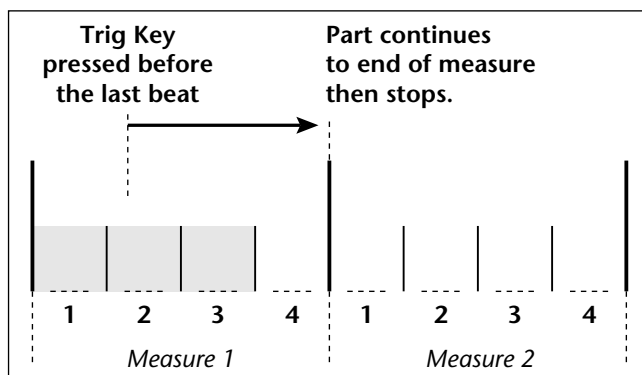 Trig Key
pressed before
the last beat
Part continues
to end of measure
then stops.
1 2 3 4 1 2 3 4
Measure 1 Measure 2